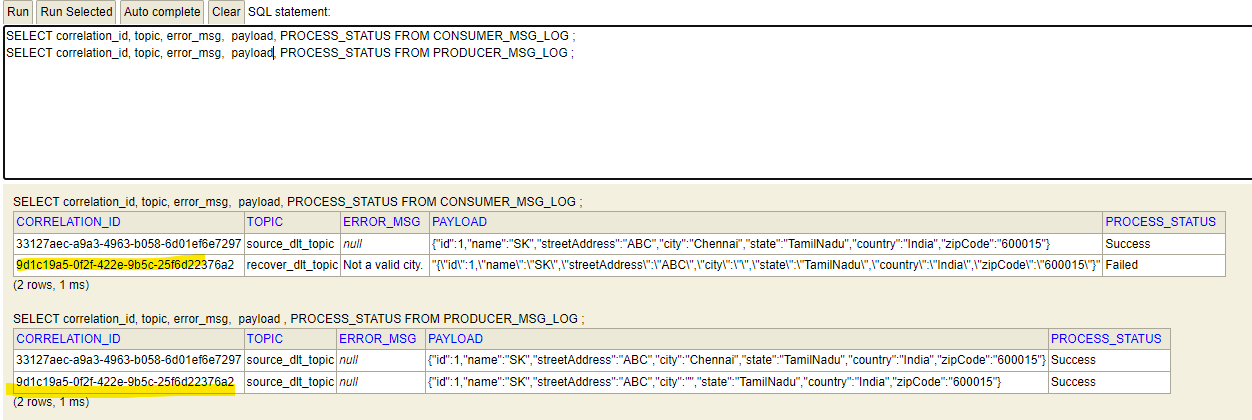 Run Run Selected Auto complete Clear SQL statement:
SELECT correlation_id, topic, error_msg,  payload, PROCESS_STATUS FROM CONSUMER_MSG_LOG ;
SELECT correlation_id, topic, error_msg,  payload, PROCESS_STATUS FROM PRODUCER_MSG_LOG ;
SELECT correlation_id, topic, error_msg,  payload, PROCESS_STATUS FROM CONSUMER_MSG_LOG ;
CORRELATION_ID TOPIC ERROR_MSG PAYLOAD PROCESS_STATUS
33127aec-a9a3-4963-b058-6d01ef6e7297 source_dlt_topic null {"id":1,"name":"SK","streetAddress":"ABC","city":"Chennai","state":"TamilNadu","country":"India","zipCode":"600015"} Success
9d1c19a5-0f2f-422e-9b5c-25f6d22376a2 recover_dlt_topic Not a valid city. "{\"id\":1,\"name\":\"SK\",\"streetAddress\":\"ABC\",\"city\":\"\",\"state\":\"TamilNadu\",\"country\":\"India\",\"zipCode\":\"600015\"}" Failed
(2 rows, 1 ms)
SELECT correlation_id, topic, error_msg,  payload , PROCESS_STATUS FROM PRODUCER_MSG_LOG ;
CORRELATION_ID TOPIC ERROR_MSG PAYLOAD PROCESS_STATUS
33127aec-a9a3-4963-b058-6d01ef6e7297 source_dlt_topic null {"id":1,"name":"SK","streetAddress":"ABC","city":"Chennai","state":"TamilNadu","country":"India","zipCode":"600015"} Success
9d1c19a5-0f2f-422e-9b5c-25f6d22376a2 source_dlt_topic null {"id":1,"name":"SK","streetAddress":"ABC","city":"","state":"TamilNadu","country":"India","zipCode":"600015"} Success
(2 rows, 1 ms)